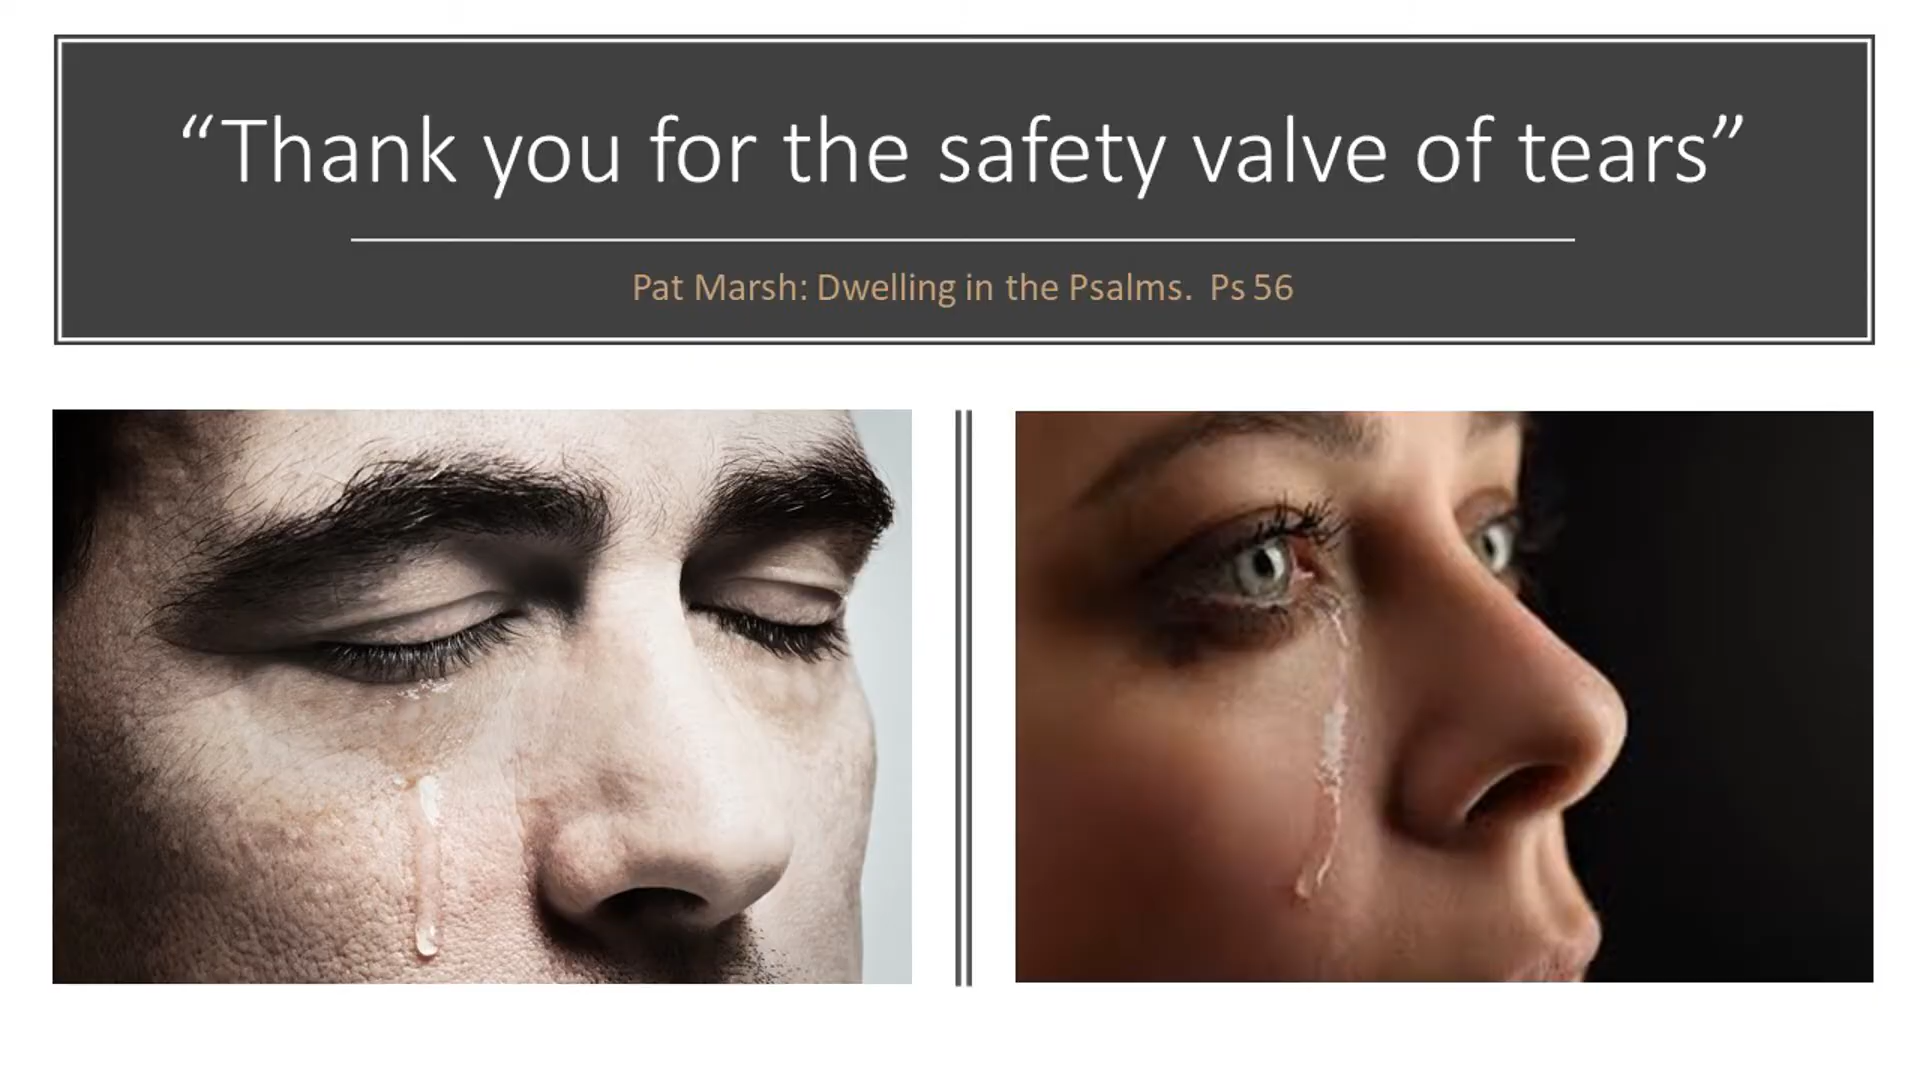 “Thank you for the safety valve of tears”
Pat Marsh: Dwelling in the Psalms.  Ps 56